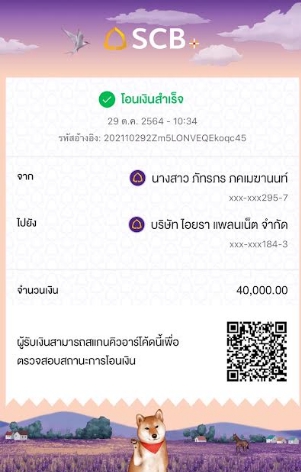 SCB
โอนเงินสำเร็จ
29 ต.ค. 2564 - 10:34
รหัสอ้างอิง: 202110292Zm5LONVEQEkoqc45
จาก
นางสาว ภัทรกร ภคเมฆานนท์
xxx-xxx295-7
ไปยัง
บริษัท ไอยรา แพลนเน็ต จำกัด
xxx-xxx184-3
จำนวนเงิน 40,000.00
ผู้รับเงินสามารถสแกนคิวอาร์โค้ดนี้เพื่อ
ตรวจสอบสถานะการโอนเงิน